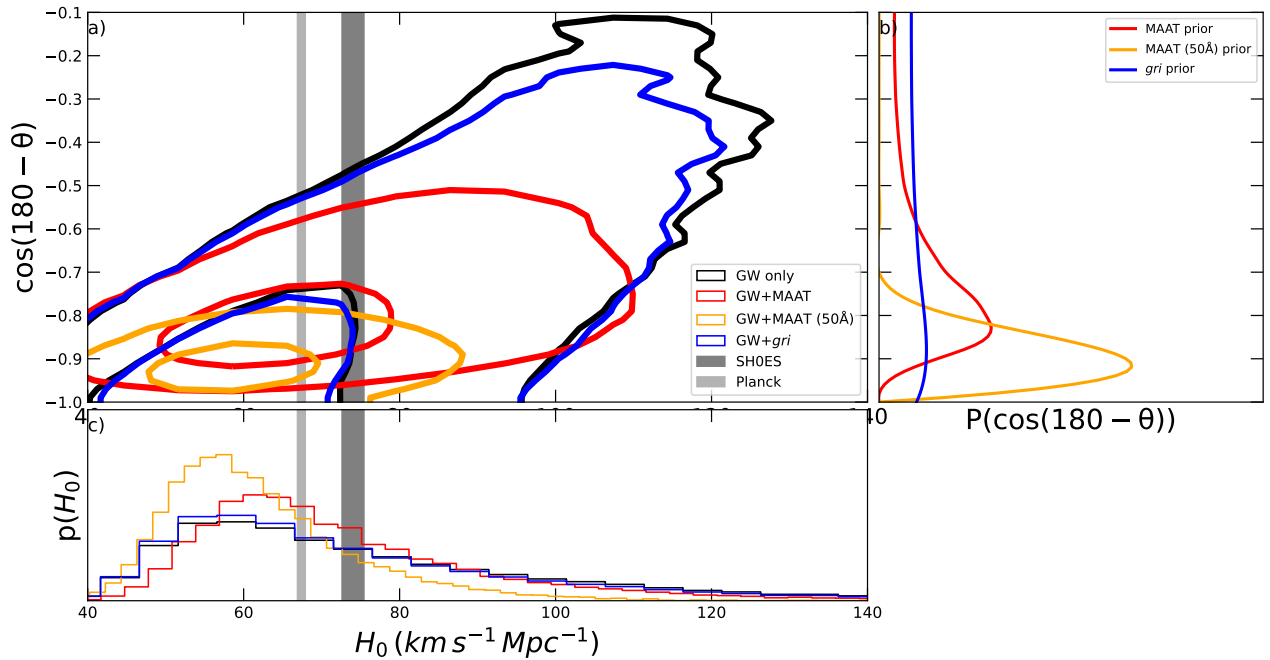 a)
−0.1
−0.2
−0.3
−0.4
−0.5
−0.6
−0.7
−0.8
−0.9
−1.0
cos(180 − θ)
GW only
GW+MAAT
GW+MAAT (50Å)
GW+gri
SH0ES
Planck
b)
MAAT prior
MAAT (50Å) prior
gri prior
0
P(cos(180 − θ))
c)
p(H₀)
40 60 80 100 120 140
H₀ (km s⁻¹ Mpc⁻¹)